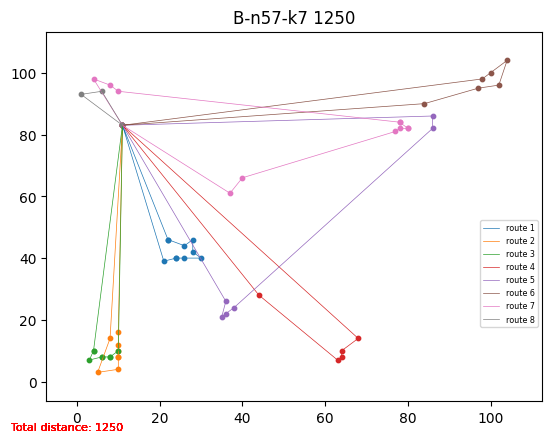 B-n57-k7 1250
100
80
60
40
20
0
0 20 40 60 80 100
route 1
route 2
route 3
route 4
route 5
route 6
route 7
route 8
Total distance: 1250